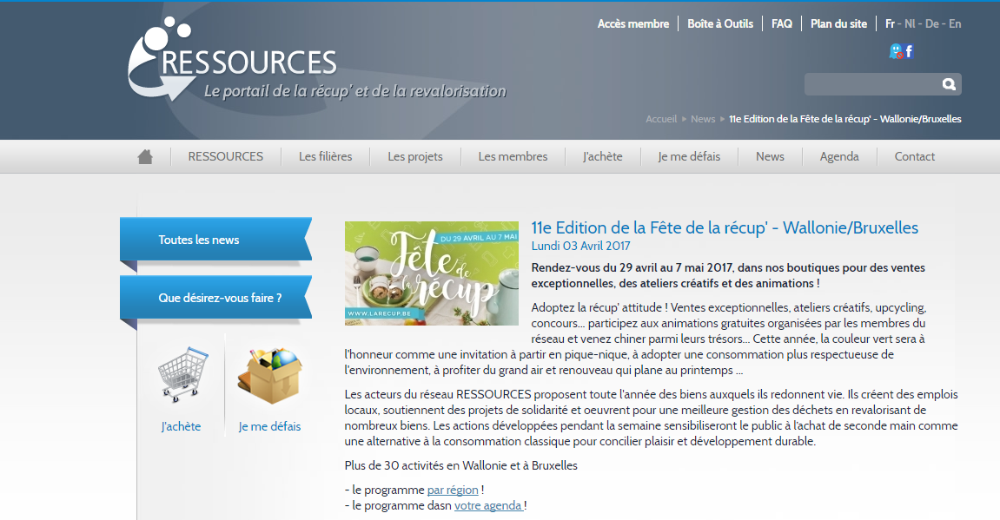 Accès membre Boîte à Outils FAQ Plan du site Fr - Nl - De - En
RESSOURCES
Le portail de la récup' et de la revalorisation
Accueil News 11e Edition de la Fête de la récup' - Wallonie/Bruxelles
RESSOURCES Les filières Les projets Les membres J'achète Je me défais News Agenda Contact
Toutes les news
Que désirez-vous faire ?
J'achète Je me défais
DU 29 AVRIL AU 7 MAI
Fête de
la récup
WWW.LARECUP.BE
11e Edition de la Fête de la récup' - Wallonie/Bruxelles
Lundi 03 Avril 2017
Rendez-vous du 29 avril au 7 mai 2017, dans nos boutiques pour des ventes
exceptionnelles, des ateliers créatifs et des animations !
Adoptez la récup' attitude ! Ventes exceptionnelles, ateliers créatifs, upcycling,
concours... participez aux animations gratuites organisées par les membres du
réseau et venez chiner parmi leurs trésors... Cette année, la couleur vert sera à
l'honneur comme une invitation à partir en pique-nique, à adopter une consommation plus respectueuse de
l'environnement, à profiter du grand air et renouveau qui plane au printemps ...
Les acteurs du réseau RESSOURCES proposent toute l'année des biens auxquels ils redonnent vie. Ils créent des emplois
locaux, soutiennent des projets de solidarité et oeuvrent pour une meilleure gestion des déchets en revalorisant de
nombreux biens. Les actions développées pendant la semaine sensibiliseront le public à l'achat de seconde main comme
une alternative à la consommation classique pour concilier plaisir et développement durable.
Plus de 30 activités en Wallonie et à Bruxelles
- le programme par région !
- le programme dasn votre agenda !